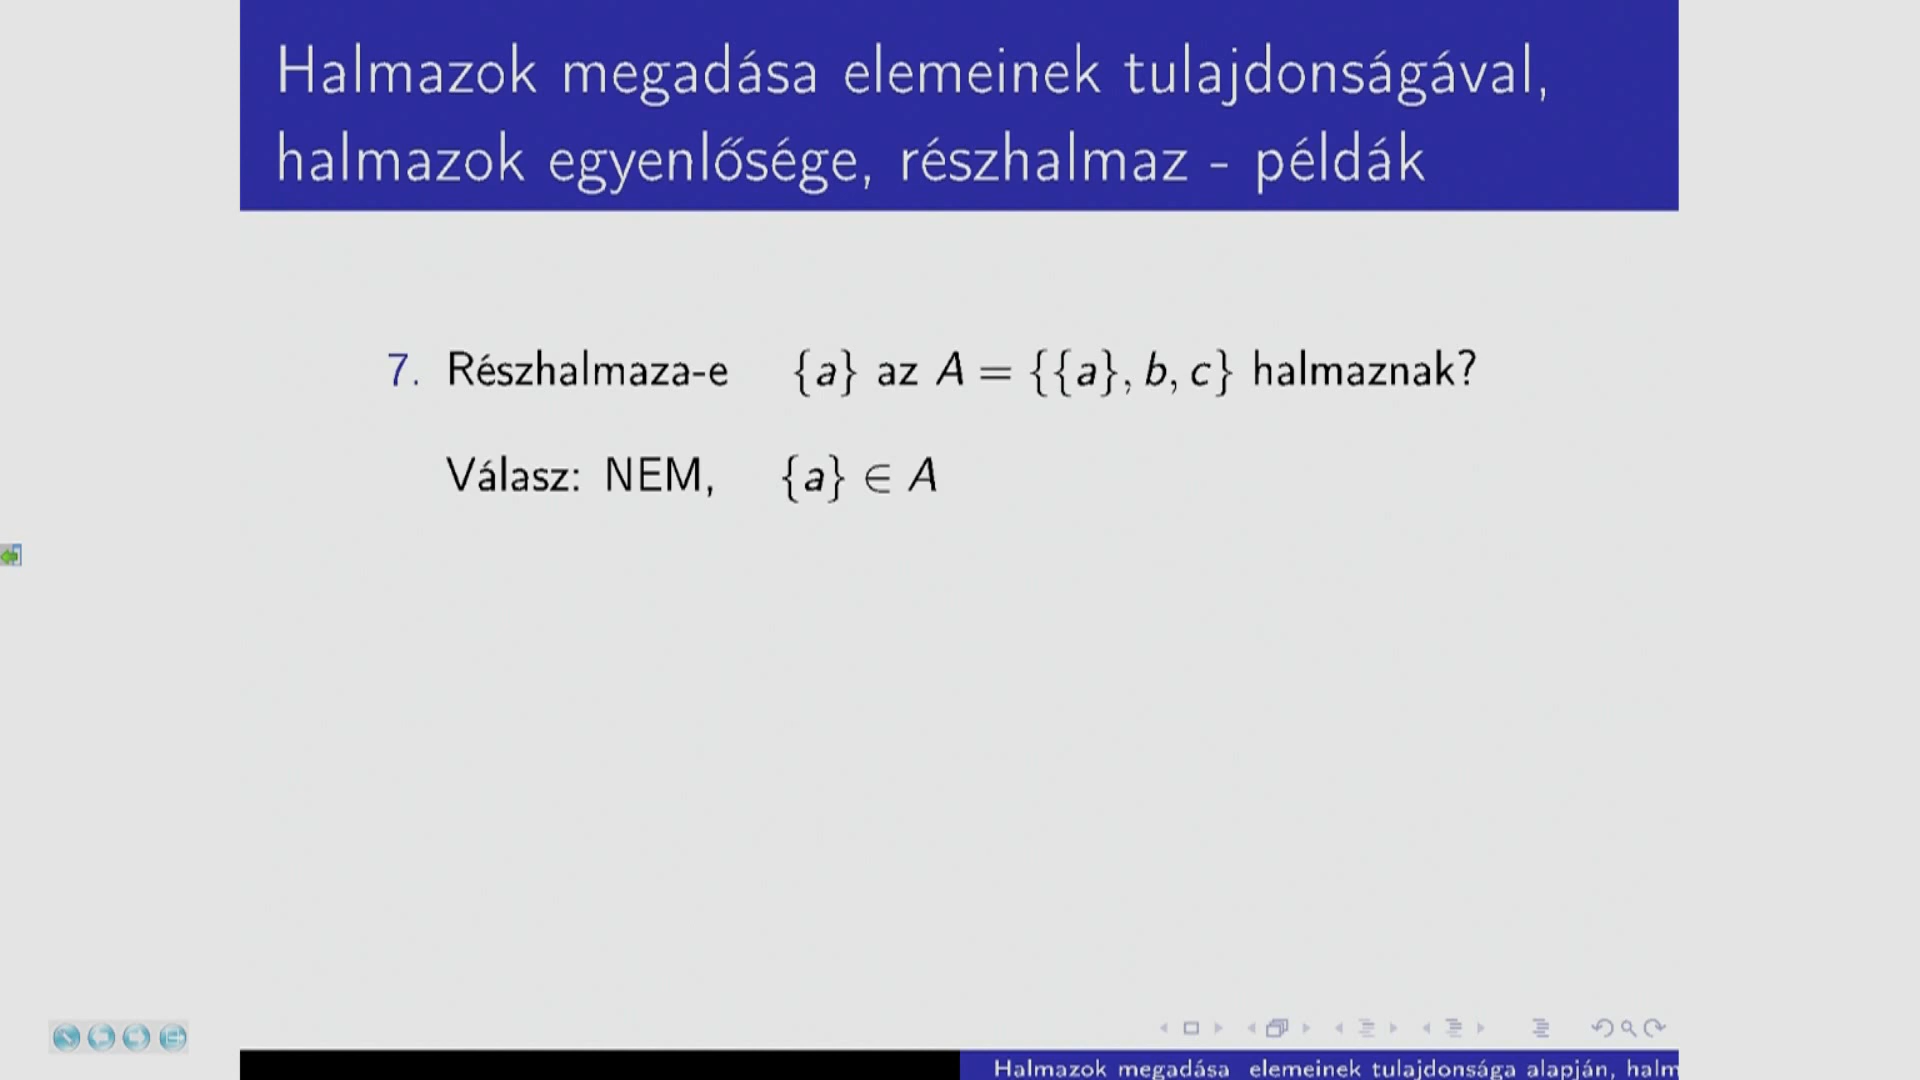 Halmazok megadása elemeinek tulajdonságával,
halmazok egyenlősége, részhalmaz - példák
7. Részhalmaza-e {a} az A = {{a}, b, c} halmaznak?
Válasz: NEM, {a} ∈ A
Halmazok megadása elemeinek tulajdonsága alapján, halm